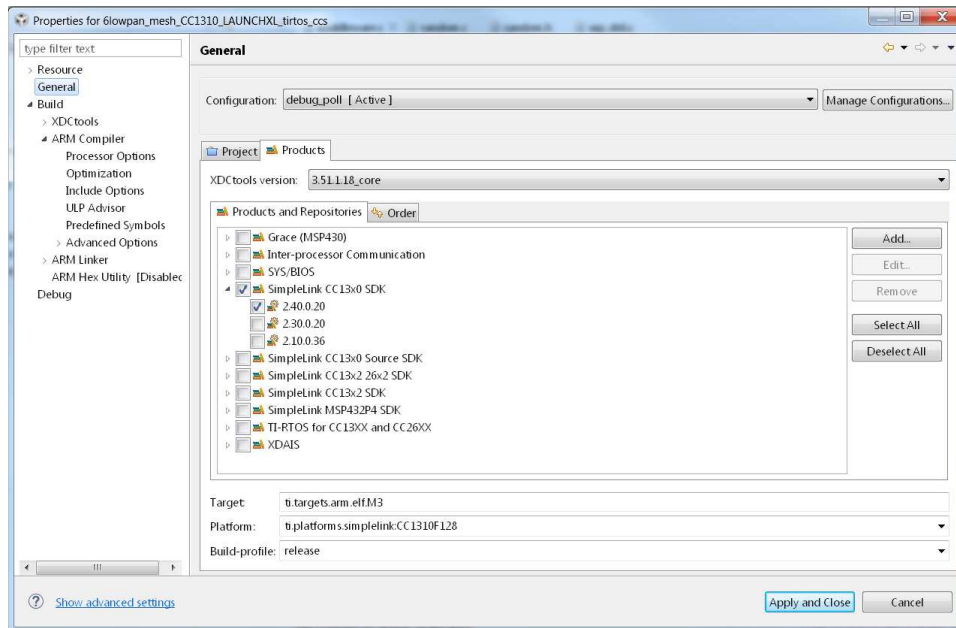 Properties for 6lowpan_mesh_CC1310_LAUNCHXL_tirtos_ccs
type filter text
Resource
General
Build
XDCtools
ARM Compiler
Processor Options
Optimization
Include Options
ULP Advisor
Predefined Symbols
Advanced Options
ARM Linker
ARM Hex Utility [Disablec
Debug
General
Configuration: debug_poll [ Active ]
Manage Configurations...
Project
Products
XDCtools version: 3.51.1.18_core
Products and Repositories
Order
Grace (MSP430)
Inter-processor Communication
SYS/BIOS
SimpleLink CC13x0 SDK
2.40.0.20
2.30.0.20
2.10.0.36
SimpleLink CC13x0 Source SDK
SimpleLink CC13x2 26x2 SDK
SimpleLink CC13x2 SDK
SimpleLink MSP432P4 SDK
TI-RTOS for CC13XX and CC26XX
XDAIS
Add...
Edit...
Remove
Select All
Deselect All
Target: ti.targets.arm.elf.M3
Platform: ti.platforms.simplelink:CC1310F128
Build-profile: release
Show advanced settings
Apply and Close
Cancel